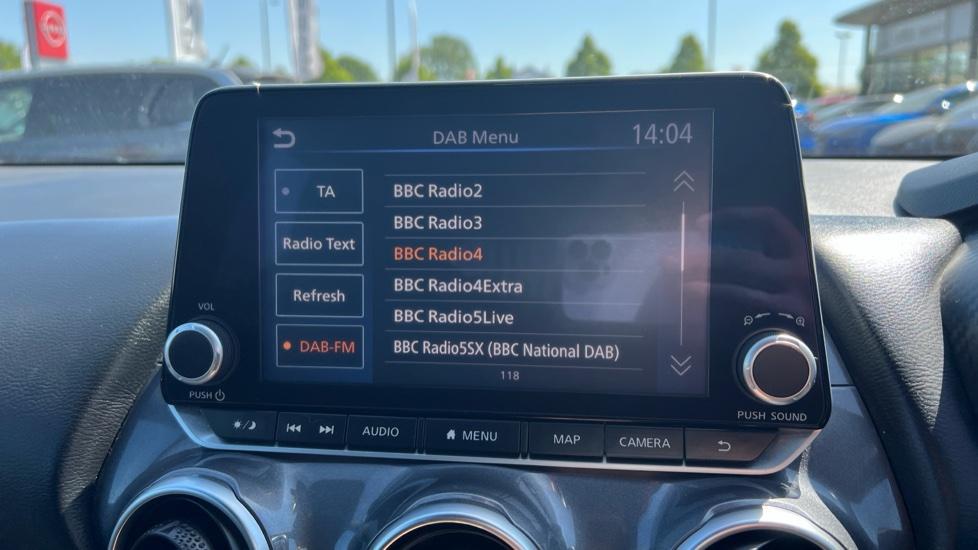 DAB Menu 14:04
TA
Radio Text
Refresh
DAB-FM
BBC Radio2
BBC Radio3
BBC Radio4
BBC Radio4Extra
BBC Radio5Live
BBC Radio5SX (BBC National DAB)
118
VOL
PUSH
PUSH SOUND
AUDIO MENU MAP CAMERA